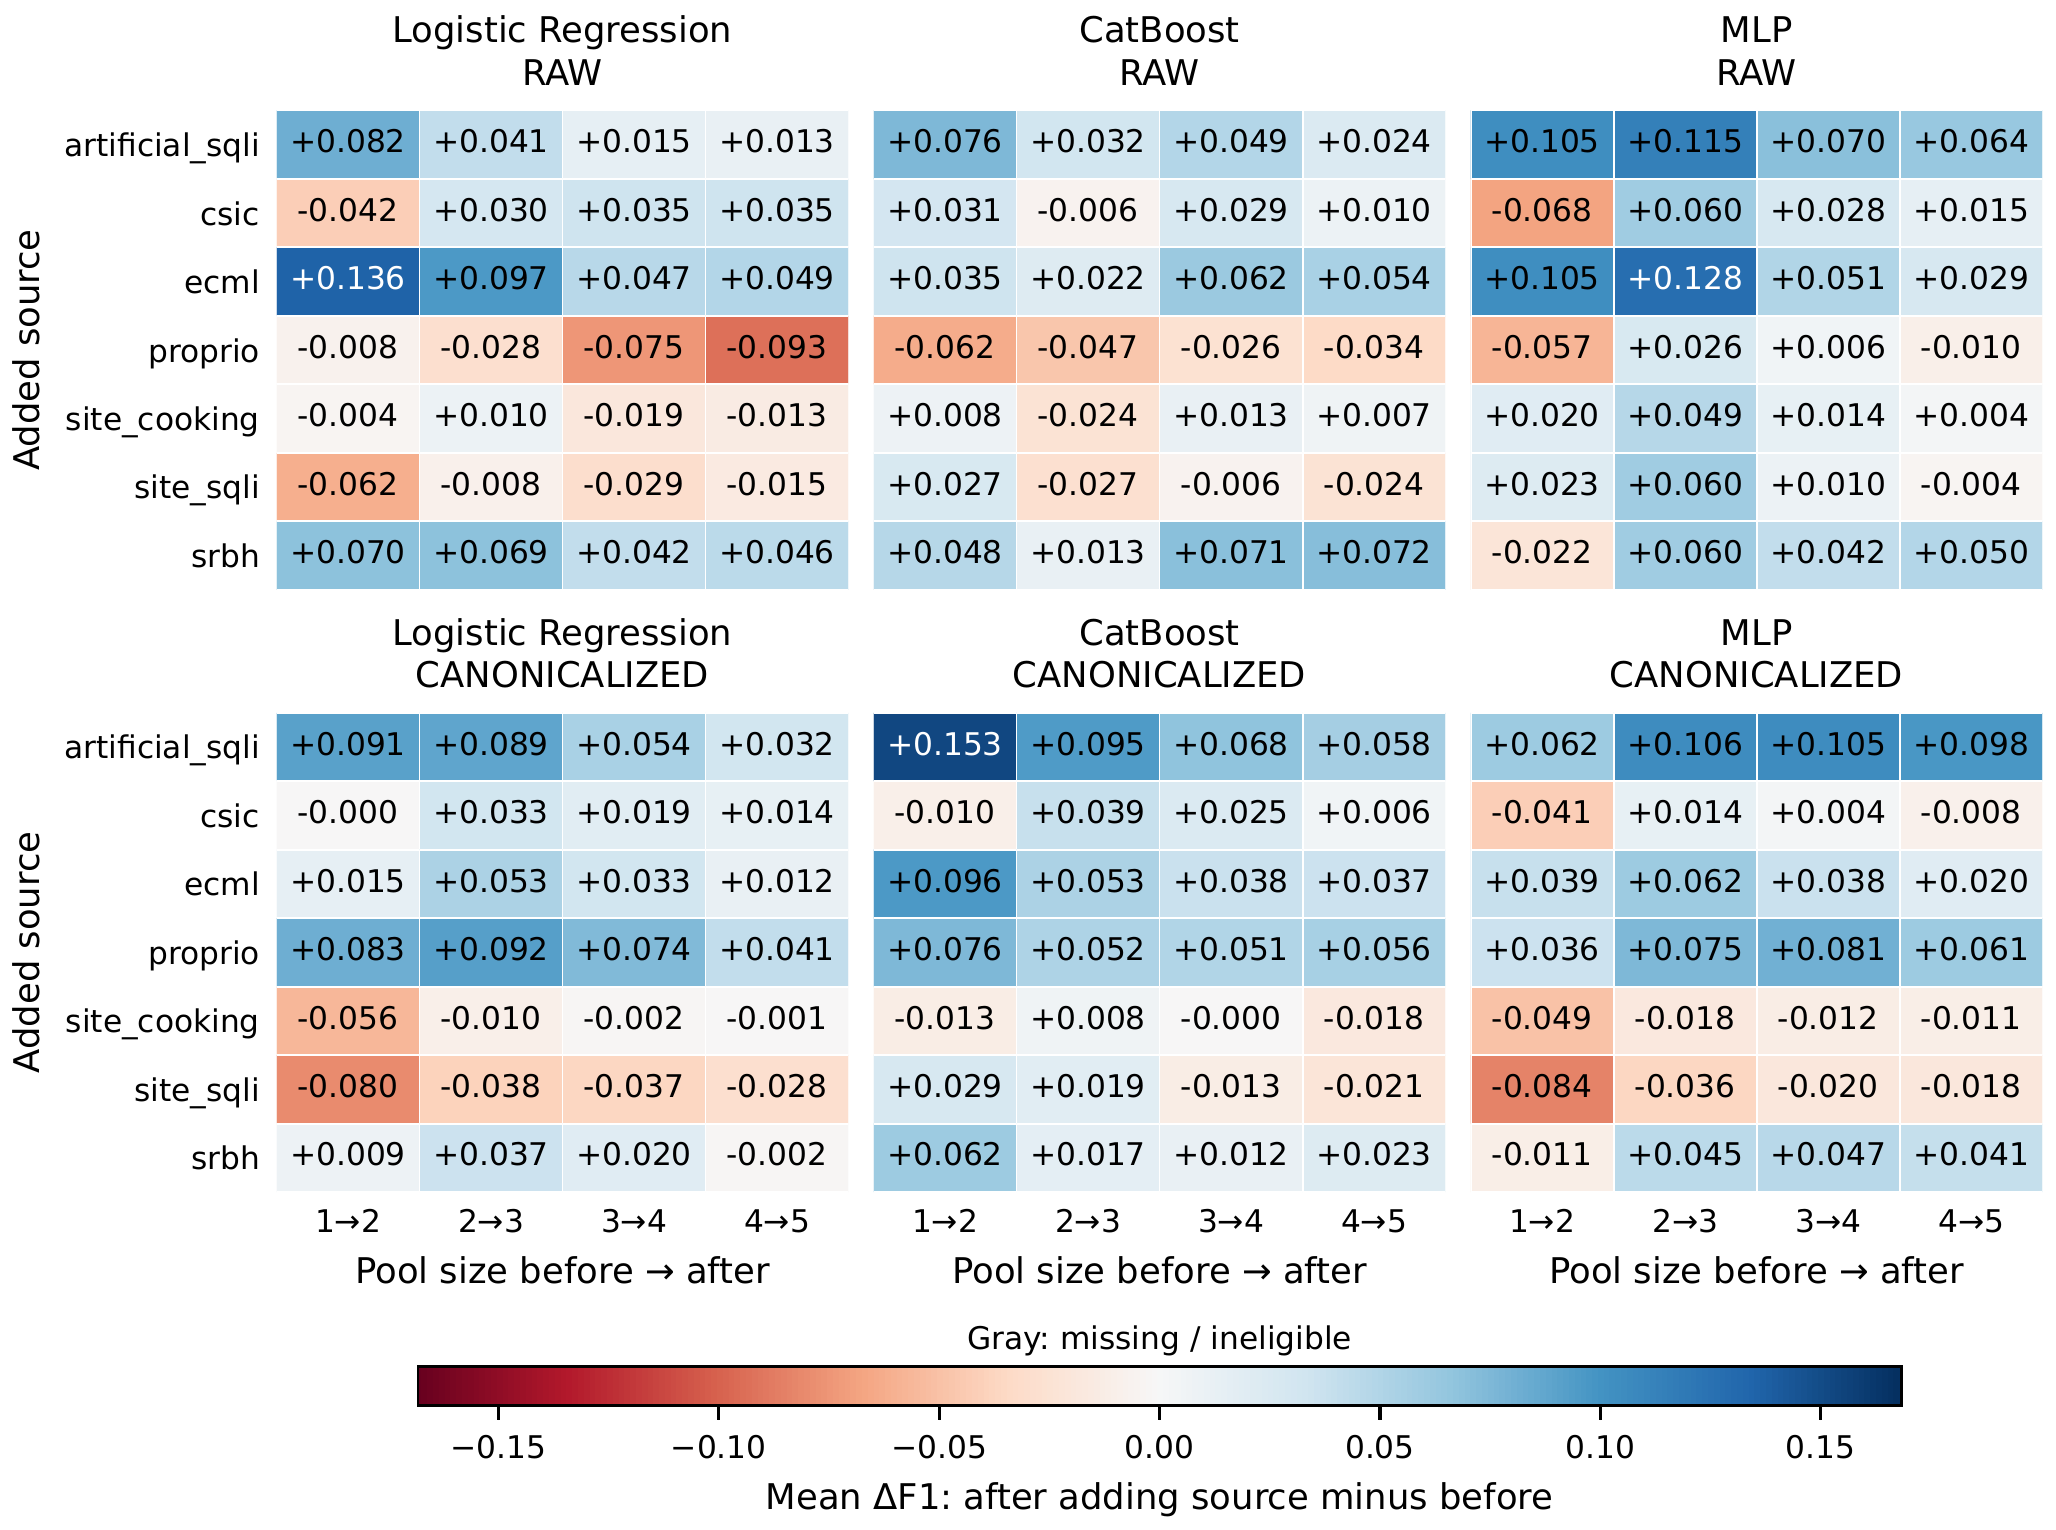 Logistic Regression
RAW
CatBoost
RAW
MLP
RAW
Added source
artificial_sqli +0.082 +0.041 +0.015 +0.013 +0.076 +0.032 +0.049 +0.024 +0.105 +0.115 +0.070 +0.064
csic -0.042 +0.030 +0.035 +0.035 +0.031 -0.006 +0.029 +0.010 -0.068 +0.060 +0.028 +0.015
ecml +0.136 +0.097 +0.047 +0.049 +0.035 +0.022 +0.062 +0.054 +0.105 +0.128 +0.051 +0.029
proprio -0.008 -0.028 -0.075 -0.093 -0.062 -0.047 -0.026 -0.034 -0.057 +0.026 +0.006 -0.010
site_cooking -0.004 +0.010 -0.019 -0.013 +0.008 -0.024 +0.013 +0.007 +0.020 +0.049 +0.014 +0.004
site_sqli -0.062 -0.008 -0.029 -0.015 +0.027 -0.027 -0.006 -0.024 +0.023 +0.060 +0.010 -0.004
srbh +0.070 +0.069 +0.042 +0.046 +0.048 +0.013 +0.071 +0.072 -0.022 +0.060 +0.042 +0.050
Logistic Regression
CANONICALIZED
CatBoost
CANONICALIZED
MLP
CANONICALIZED
Added source
artificial_sqli +0.091 +0.089 +0.054 +0.032 +0.153 +0.095 +0.068 +0.058 +0.062 +0.106 +0.105 +0.098
csic -0.000 +0.033 +0.019 +0.014 -0.010 +0.039 +0.025 +0.006 -0.041 +0.014 +0.004 -0.008
ecml +0.015 +0.053 +0.033 +0.012 +0.096 +0.053 +0.038 +0.037 +0.039 +0.062 +0.038 +0.020
proprio +0.083 +0.092 +0.074 +0.041 +0.076 +0.052 +0.051 +0.056 +0.036 +0.075 +0.081 +0.061
site_cooking -0.056 -0.010 -0.002 -0.001 -0.013 +0.008 -0.000 -0.018 -0.049 -0.018 -0.012 -0.011
site_sqli -0.080 -0.038 -0.037 -0.028 +0.029 +0.019 -0.013 -0.021 -0.084 -0.036 -0.020 -0.018
srbh +0.009 +0.037 +0.020 -0.002 +0.062 +0.017 +0.012 +0.023 -0.011 +0.045 +0.047 +0.041
1→2 2→3 3→4 4→5 1→2 2→3 3→4 4→5 1→2 2→3 3→4 4→5
Pool size before → after Pool size before → after Pool size before → after
Gray: missing / ineligible
−0.15 −0.10 −0.05 0.00 0.05 0.10 0.15
Mean ΔF1: after adding source minus before